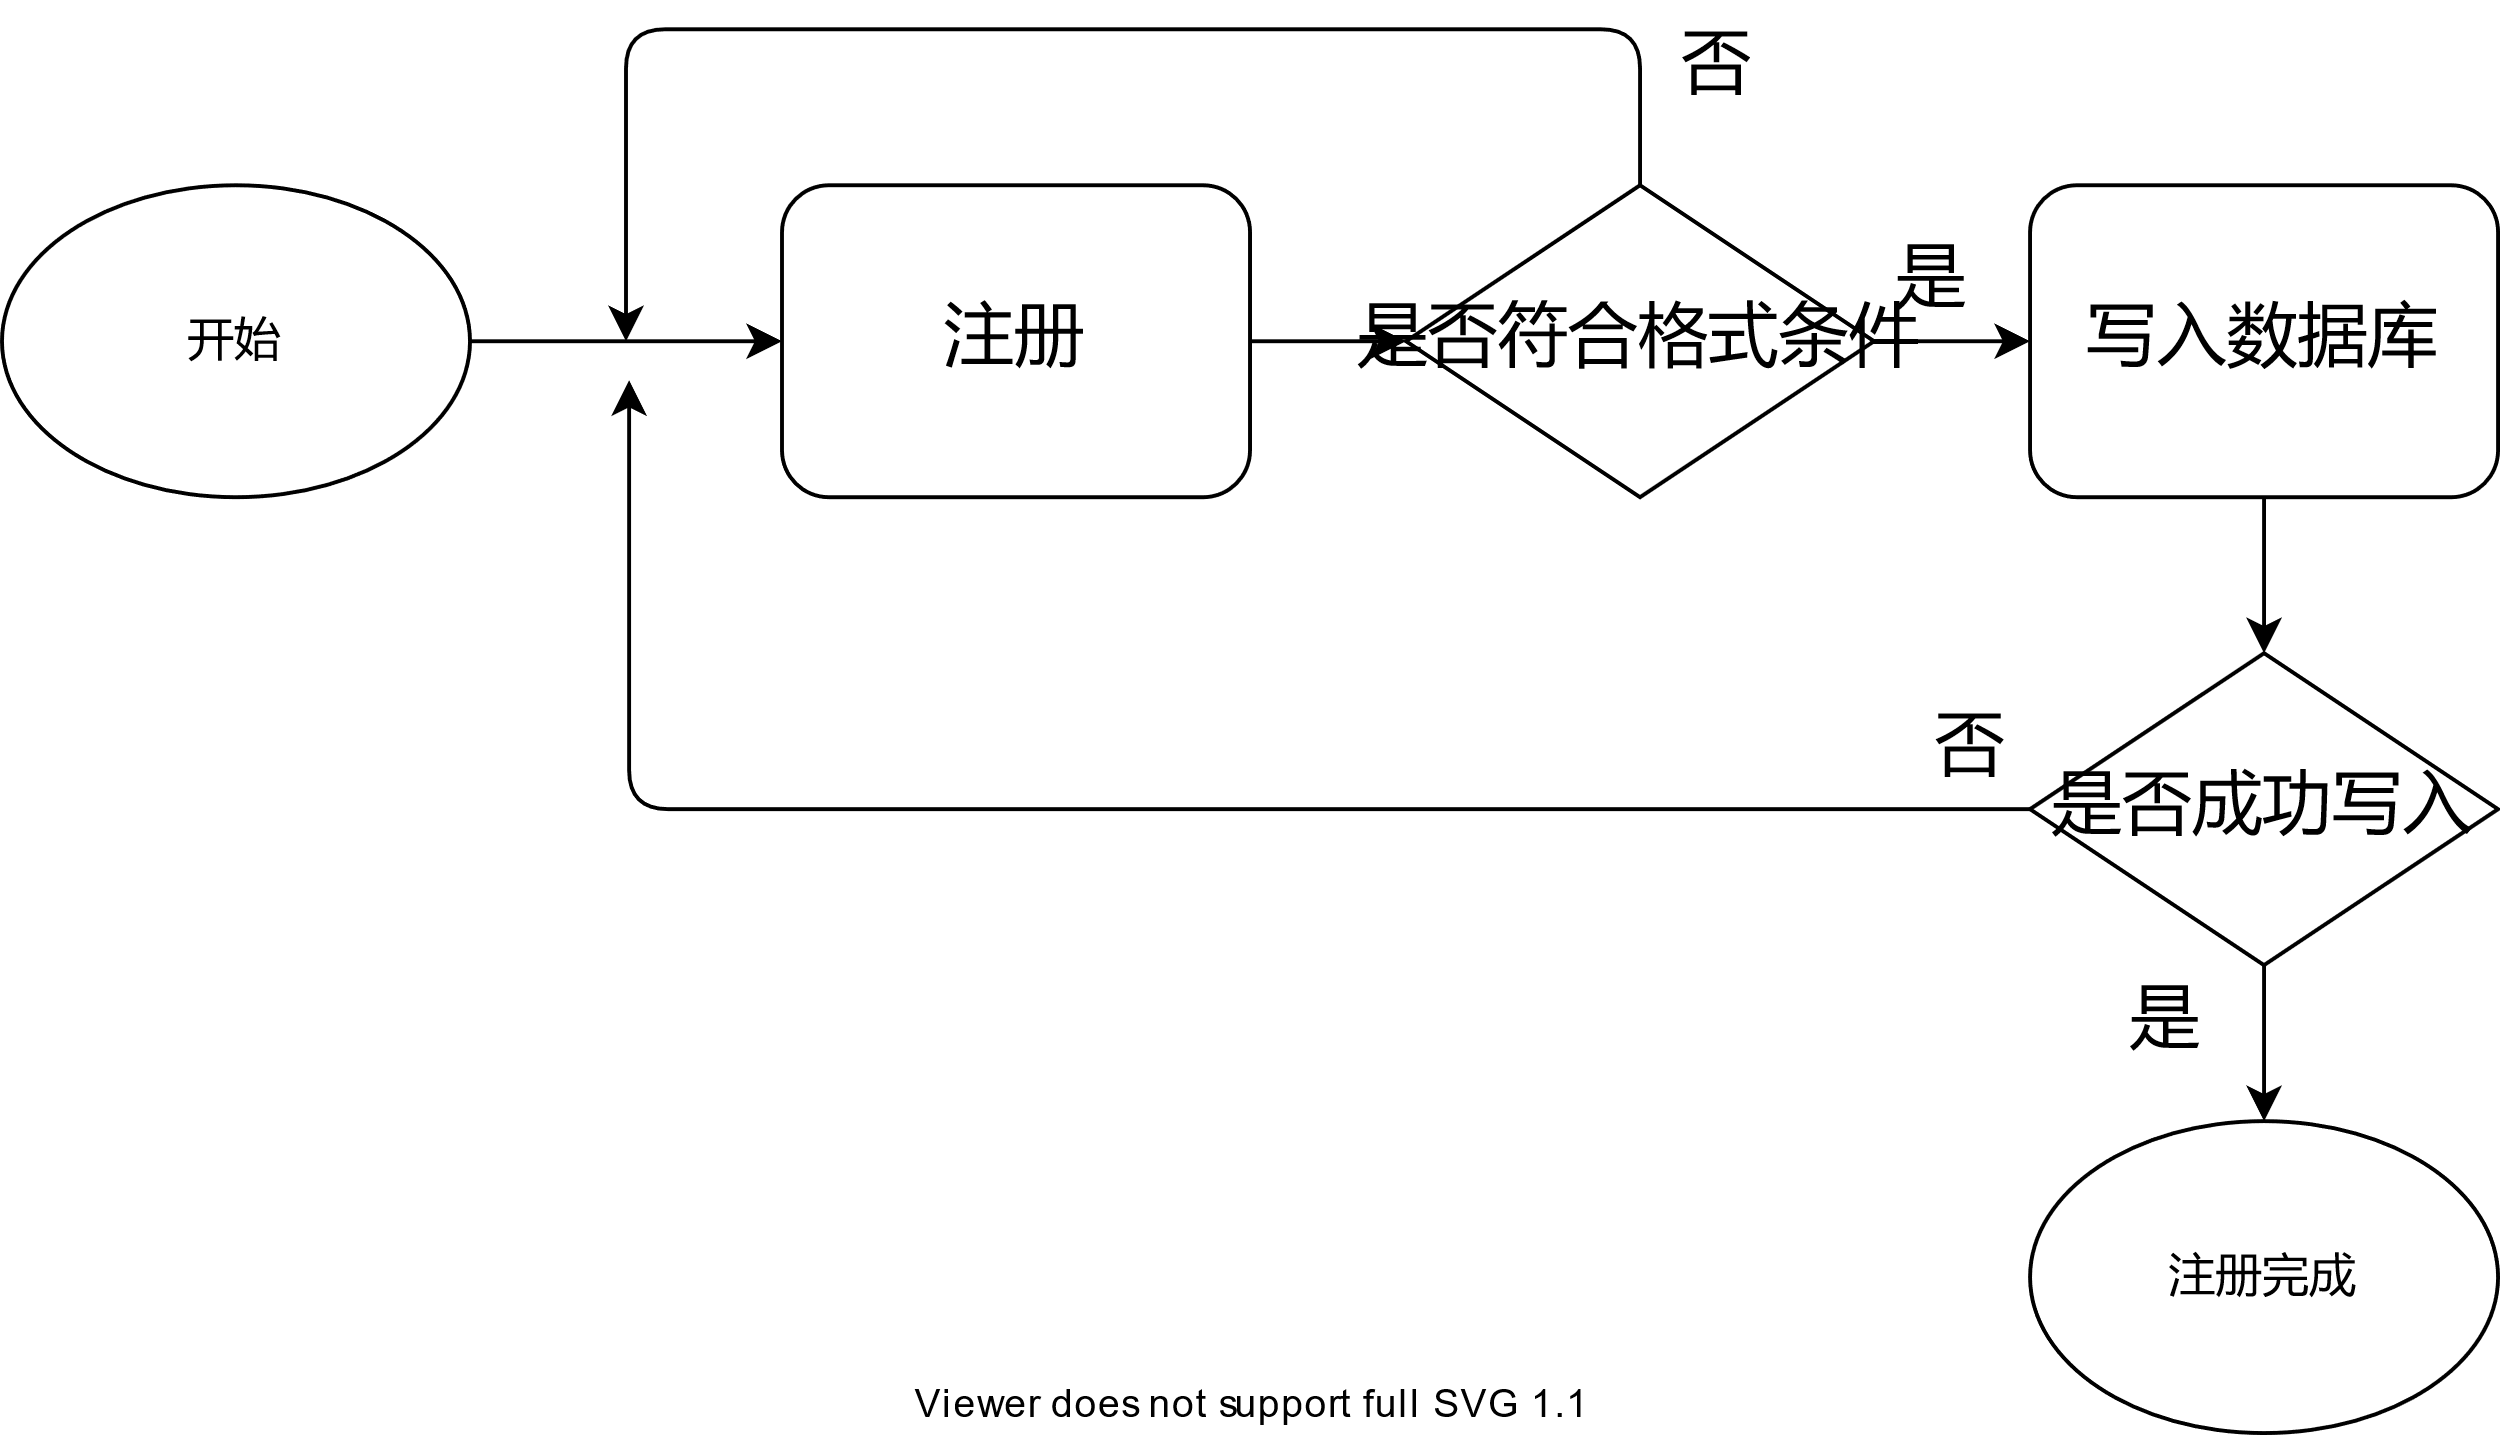 否
是
开始
注册
是否符合格式条件
写入数据库
否
是否成功写入
是
注册完成
Viewer does not support full SVG 1.1